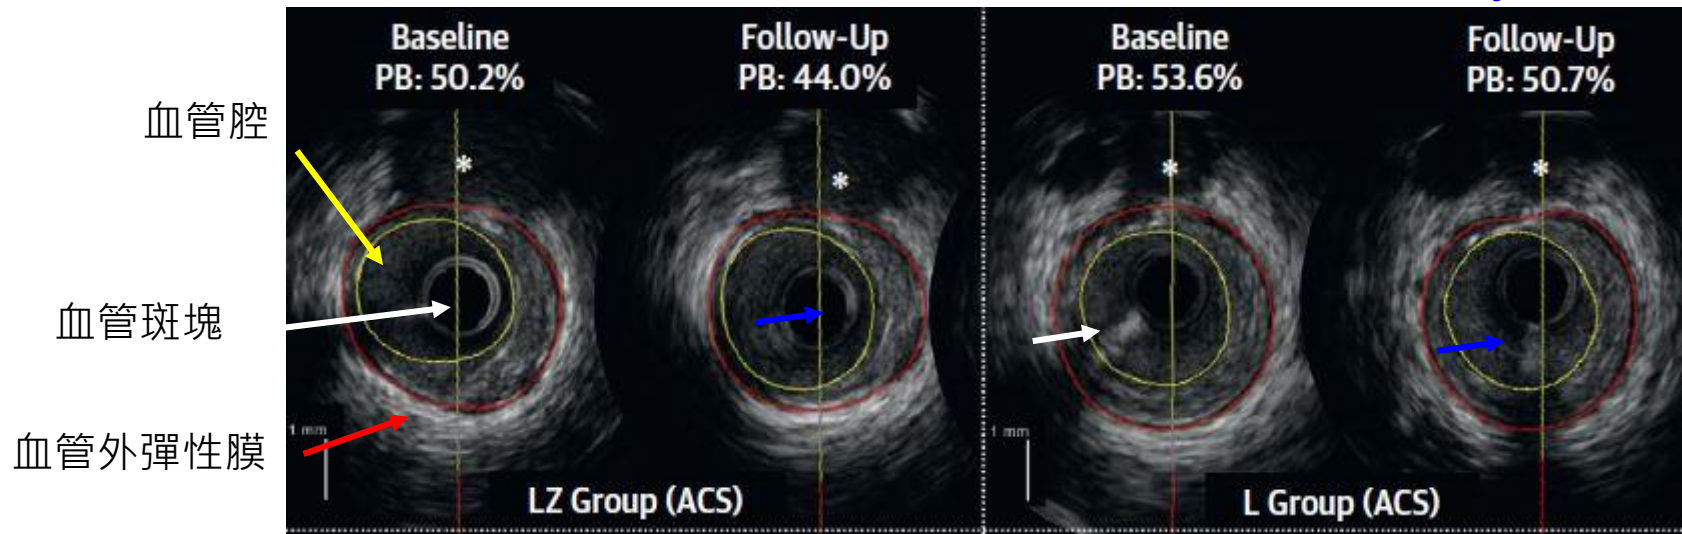 Baseline
PB: 50.2%
Follow-Up
PB: 44.0%
Baseline
PB: 53.6%
Follow-Up
PB: 50.7%
血管腔
*
*
*
*
血管斑塊
血管外彈性膜
1 mm
1 mm
LZ Group (ACS)
L Group (ACS)